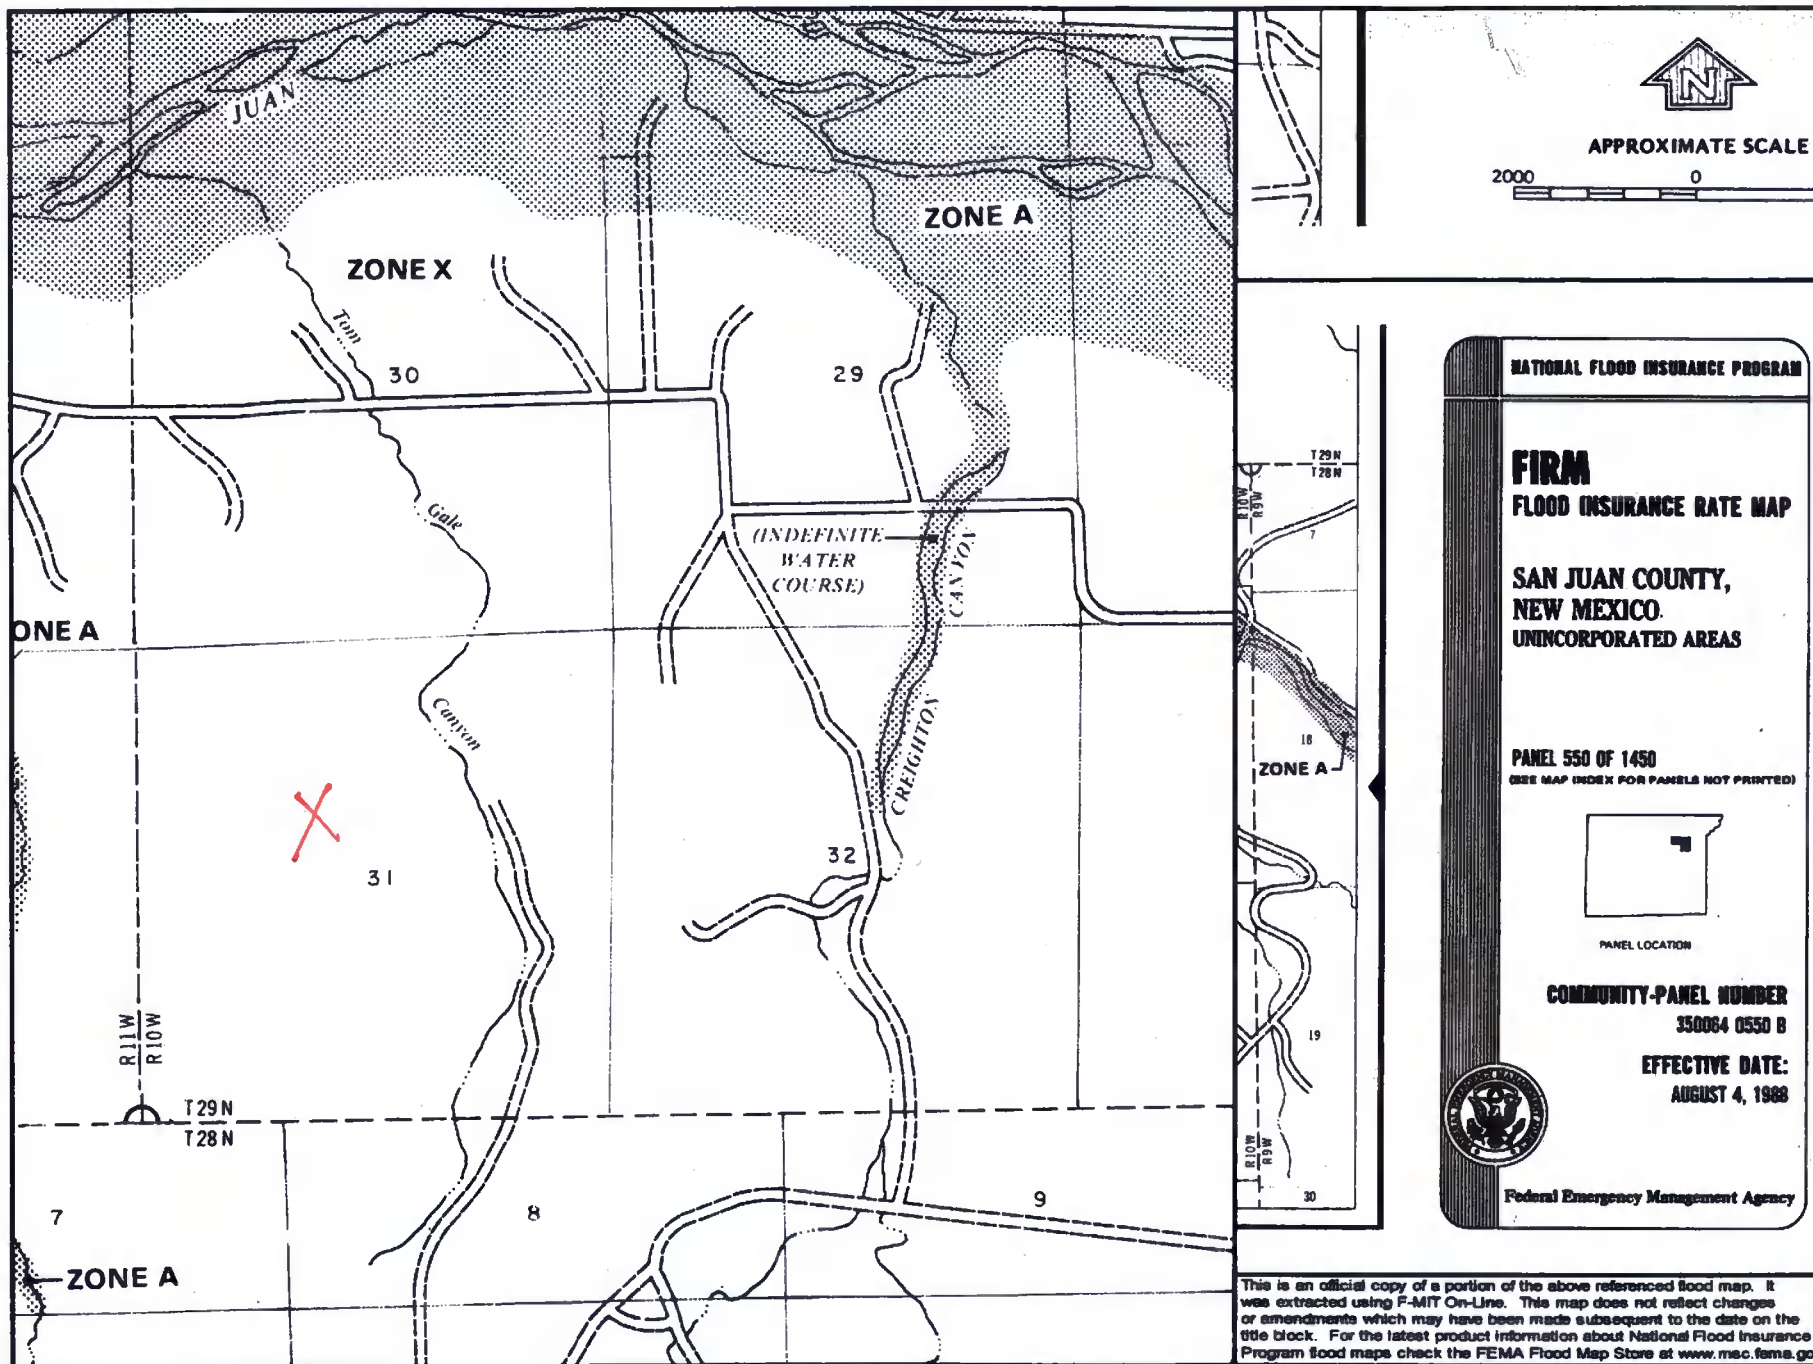 JUAN
ZONE A
ZONE X
Tom
30
29
Gale
(INDEFINITE
WATER
COURSE)
CANYON
ONE A
Canyon
CREIGHTON
32
31
R11W
R10W
T29N
T28N
7
8
9
ZONE A
N
APPROXIMATE SCALE
2000
0
T29N
T28N
R10W
R9W
7
18
ZONE A
19
R10W
R9W
30
NATIONAL FLOOD INSURANCE PROGRAM
FIRM
FLOOD INSURANCE RATE MAP
SAN JUAN COUNTY,
NEW MEXICO
UNINCORPORATED AREAS
PANEL 550 OF 1450
(SEE MAP INDEX FOR PANELS NOT PRINTED)
PANEL LOCATION
COMMUNITY-PANEL NUMBER
350064 0550 B
EFFECTIVE DATE:
AUGUST 4, 1988
Federal Emergency Management Agency
This is an official copy of a portion of the above referenced flood map. It
was extracted using F-MIT On-Line. This map does not reflect changes
or amendments which may have been made subsequent to the date on the
title block. For the latest product information about National Flood Insurance
Program flood maps check the FEMA Flood Map Store at www.msc.fema.go